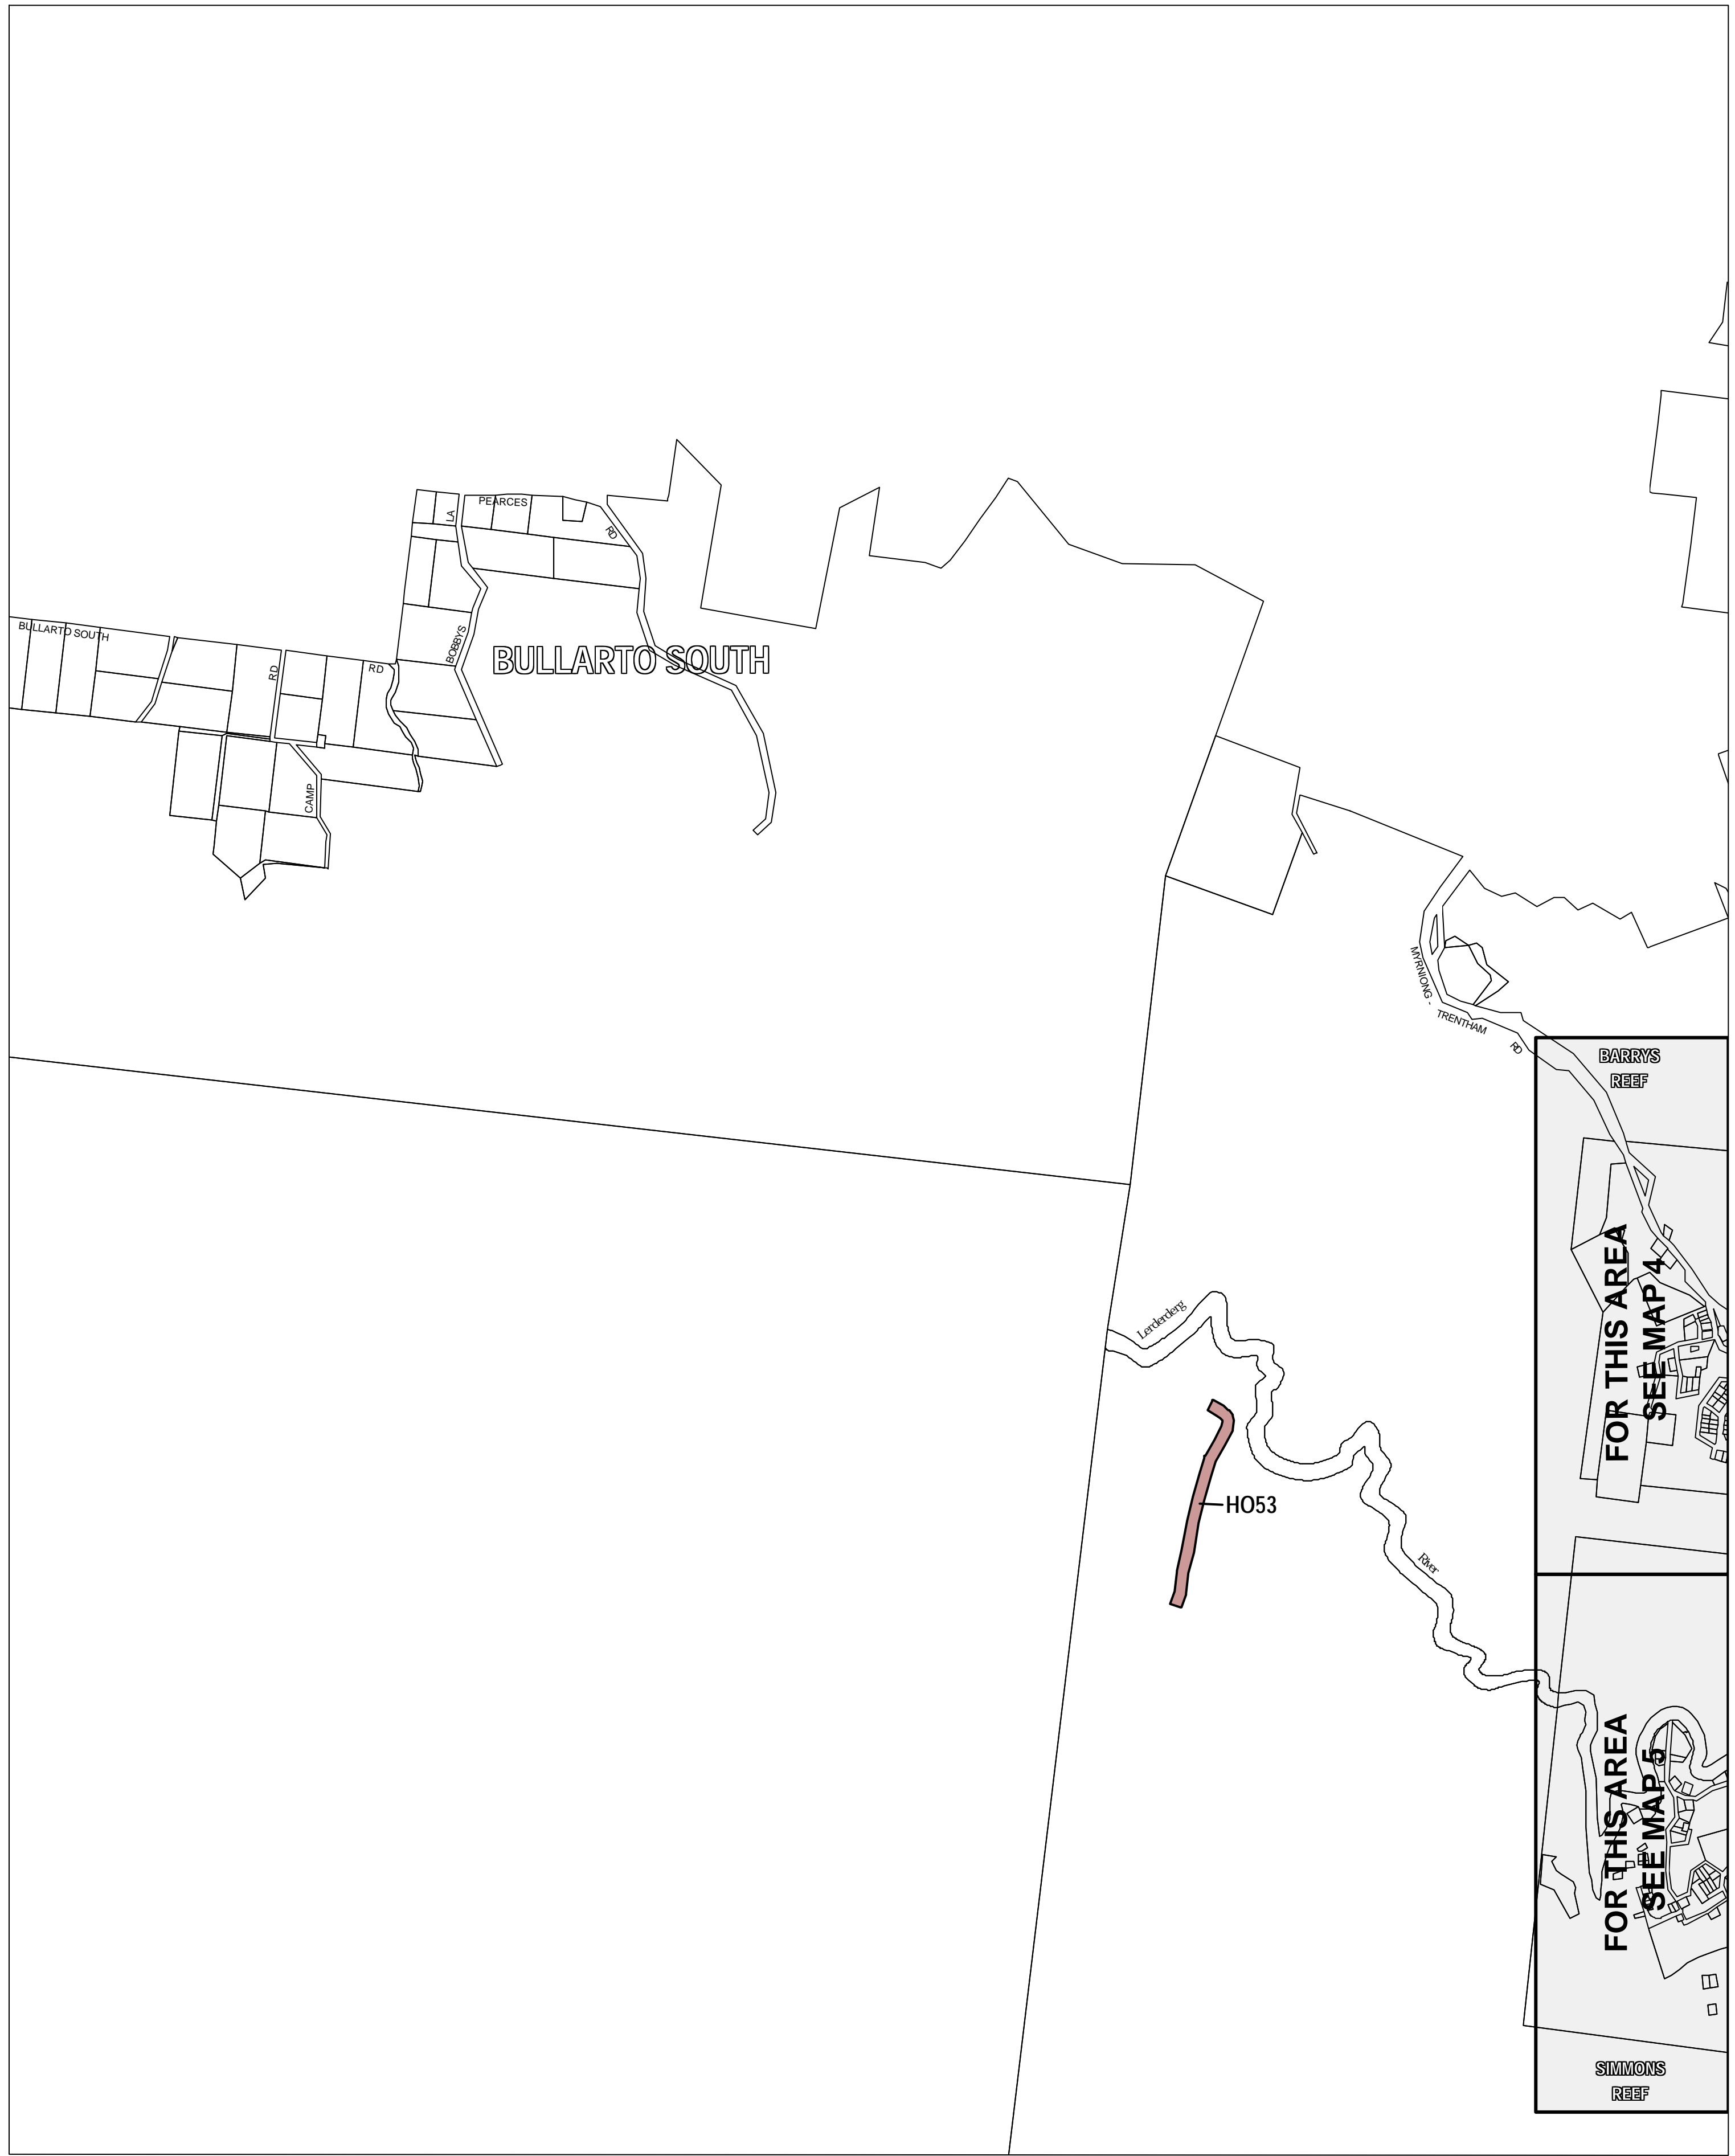 PEARCES
LA
RD
BULLARTO SOUTH
BOBBYS
RD
RD
BULLARTO SOUTH
CAMP
MYRNIONG -
TRENTHAM
RD
BARRYS
REEF
FOR THIS AREA
SEE MAP 4
Lerderderg
HO53
River
FOR THIS AREA
SEE MAP 5
SIMMONS
REEF